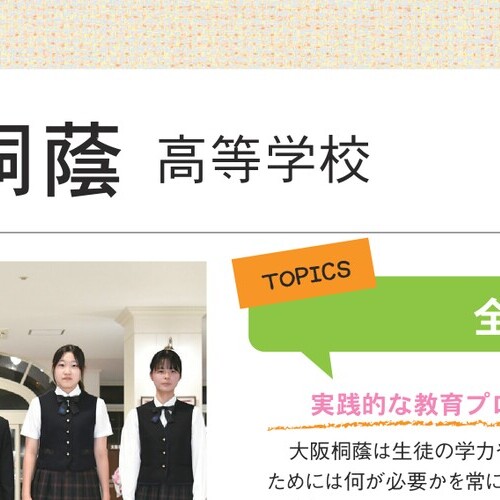 桐蔭 高等学校
TOPICS
全
実践的な教育プロ
大阪桐蔭は生徒の学力や
ためには何が必要かを常に